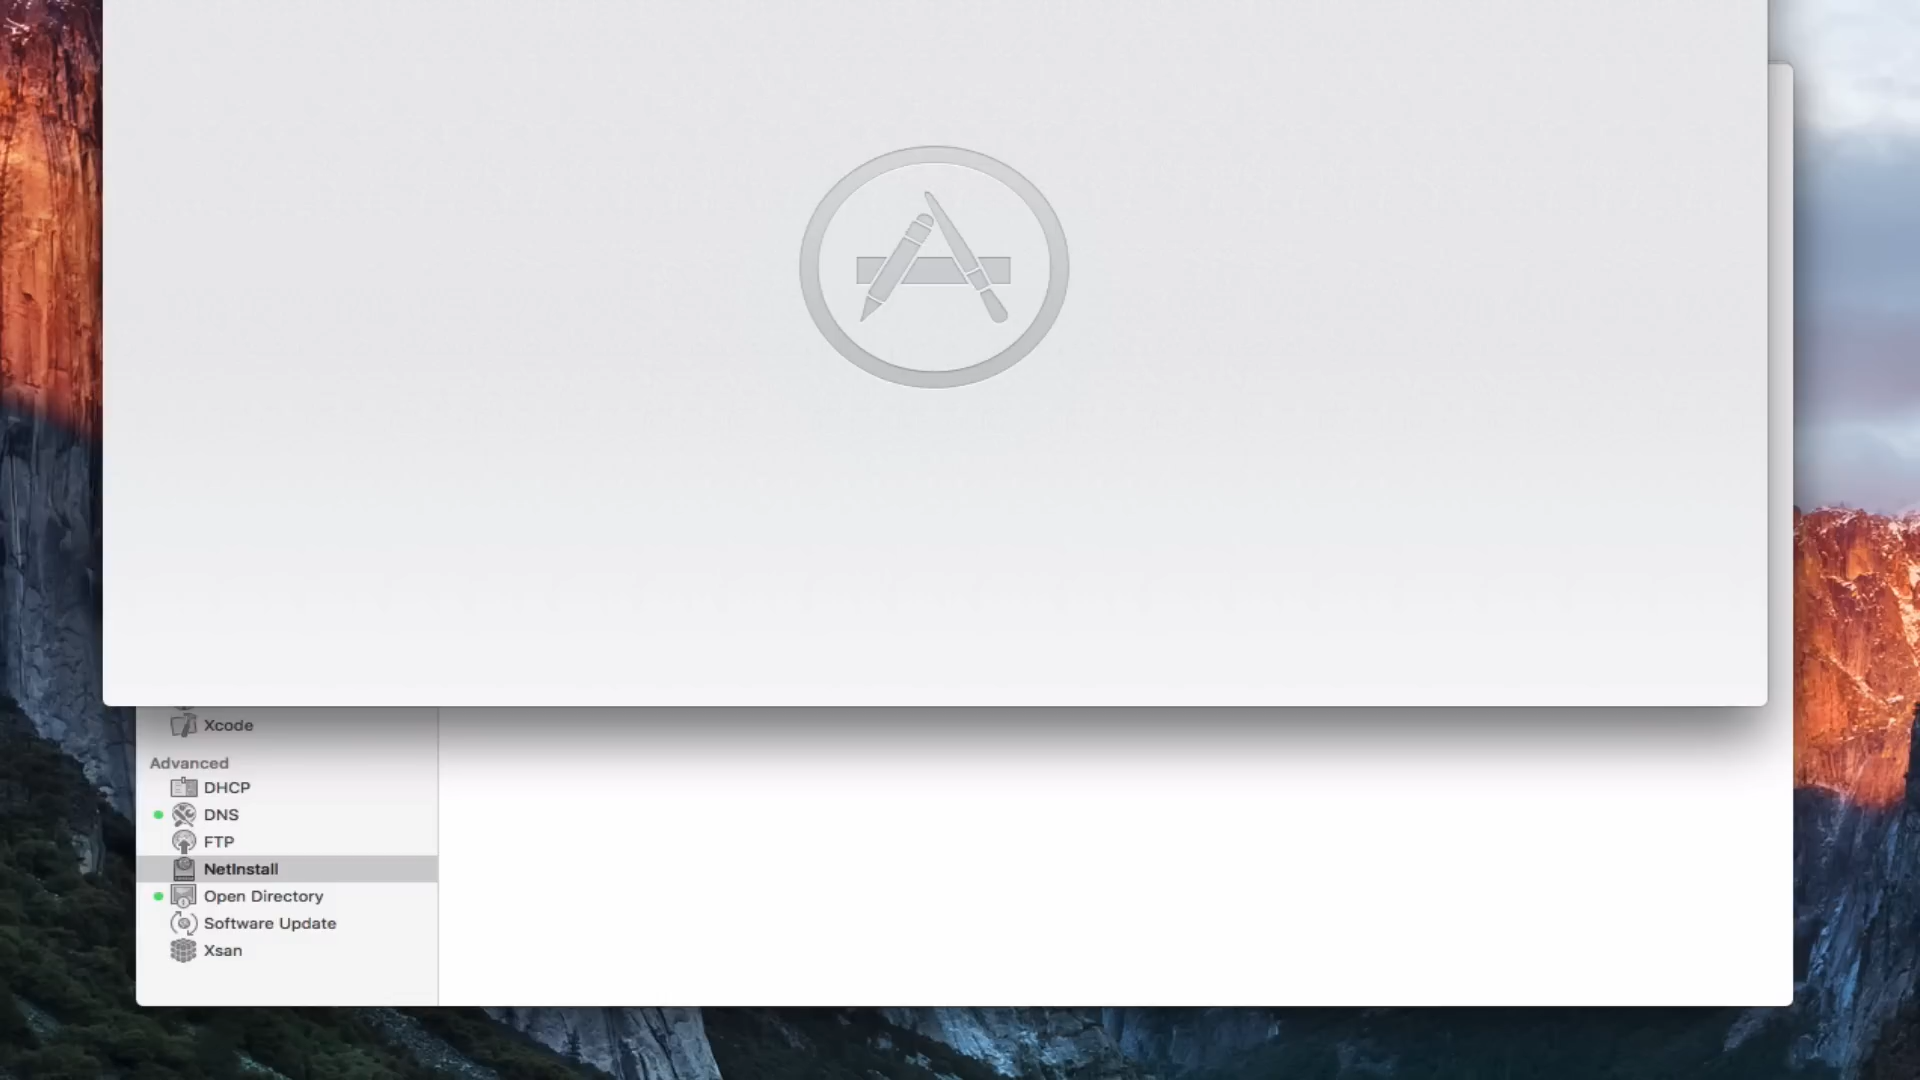 Xcode
Advanced
DHCP
DNS
FTP
NetInstall
Open Directory
Software Update
Xsan